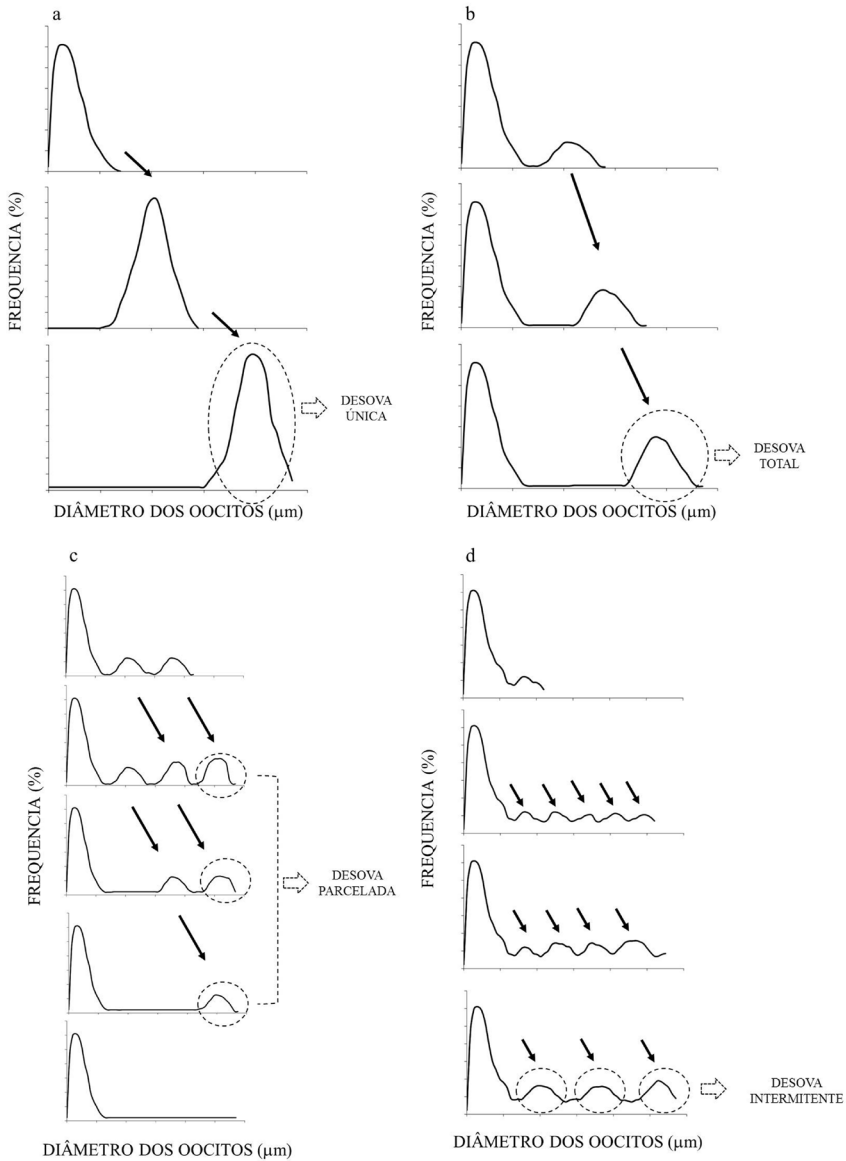 a
FREQUENCIA (%)
DESOVA
ÚNICA
DIÂMETRO DOS OOCITOS (µm)
b
FREQUENCIA (%)
DESOVA
TOTAL
DIÂMETRO DOS OOCITOS (µm)
c
FREQUENCIA (%)
DESOVA
PARCELADA
DIÂMETRO DOS OOCITOS (µm)
d
FREQUENCIA (%)
DESOVA
INTERMITENTE
DIÂMETRO DOS OOCITOS (µm)